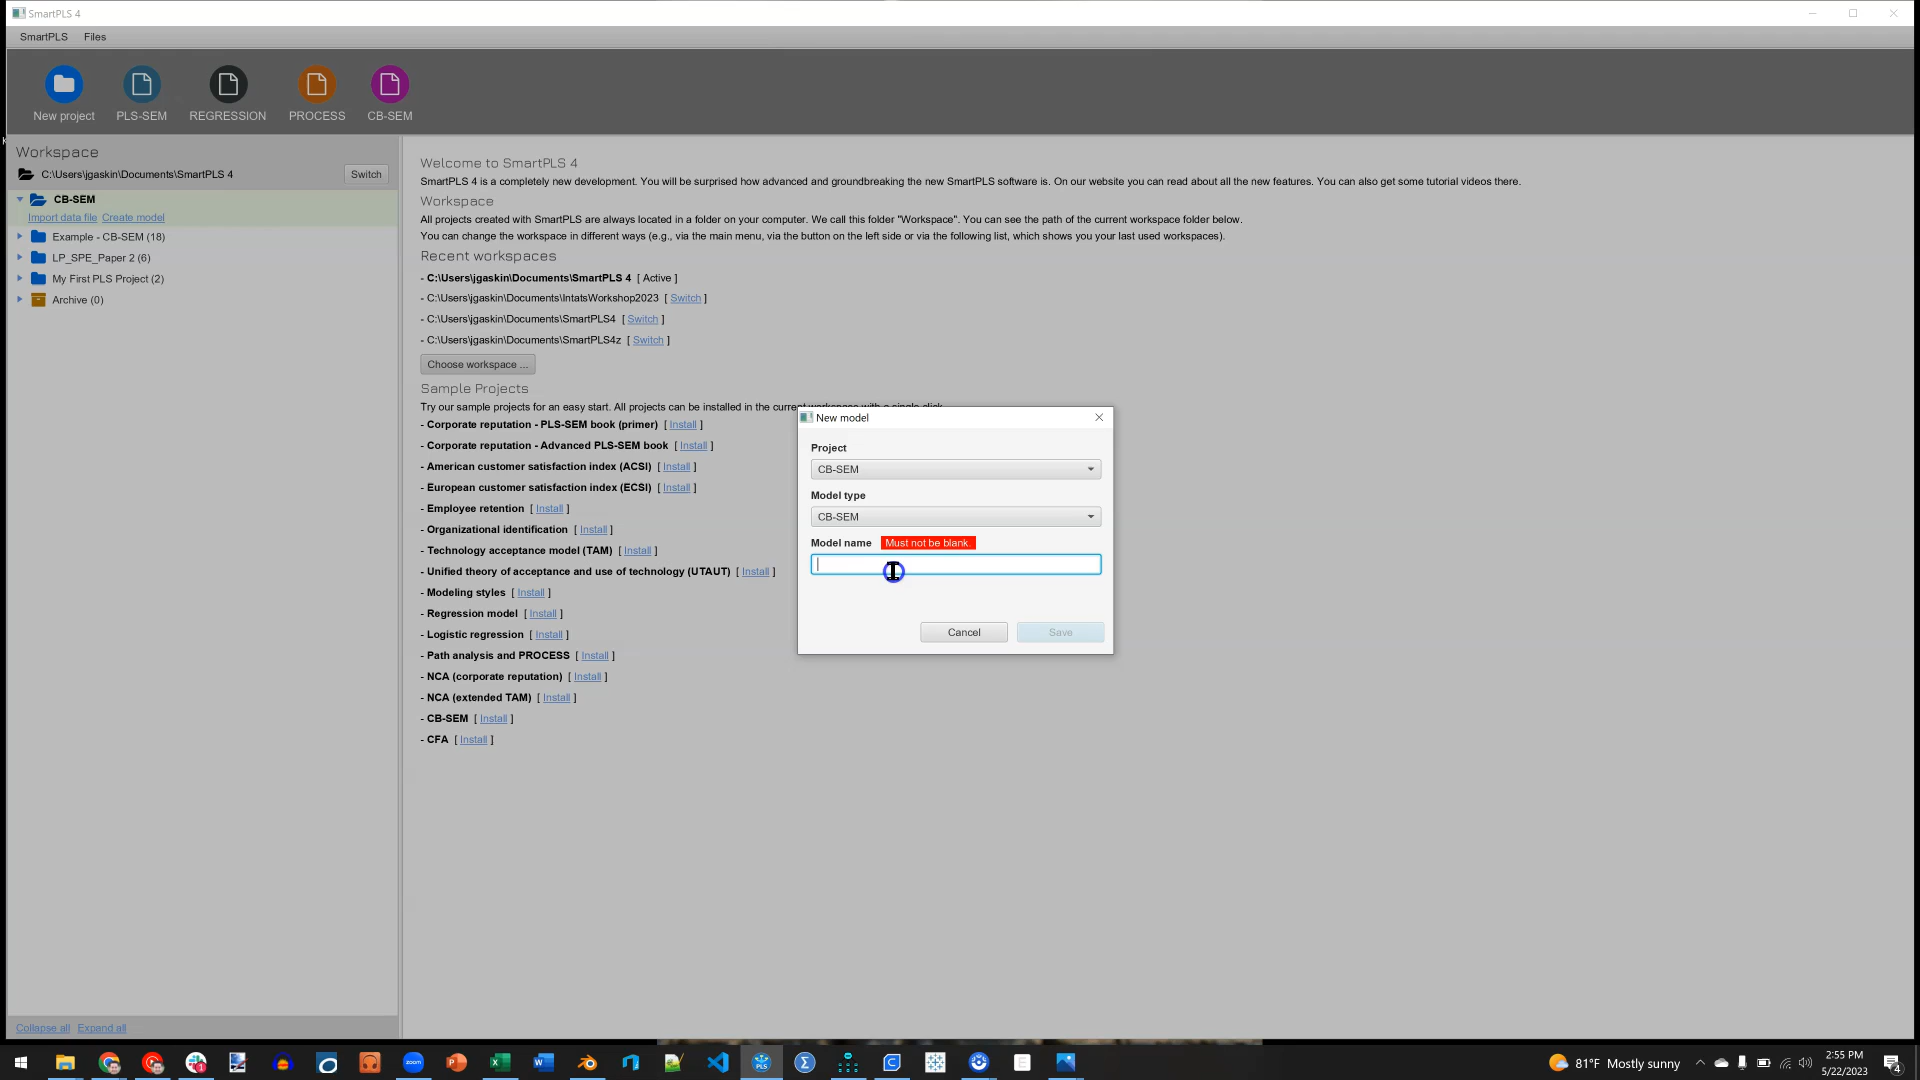 SmartPLS 4
SmartPLS Files
New project PLS-SEM REGRESSION PROCESS CB-SEM
Workspace
C:\Users\jgaskin\Documents\SmartPLS 4 Switch
CB-SEM
Import data file Create model
Example - CB-SEM (18)
LP_SPE_Paper 2 (6)
My First PLS Project (2)
Archive (0)
Collapse all Expand all
Welcome to SmartPLS 4
SmartPLS 4 is a completely new development. You will be surprised how advanced and groundbreaking the new SmartPLS software is. On our website you can read about all the new features. You can also get some tutorial videos there.
Workspace
All projects created with SmartPLS are always located in a folder on your computer. We call this folder "Workspace". You can see the path of the current workspace folder below.
You can change the workspace in different ways (e.g., via the main menu, via the button on the left side or via the following list, which shows you your last used workspaces).
Recent workspaces
- C:\Users\jgaskin\Documents\SmartPLS 4 [ Active ]
- C:\Users\jgaskin\Documents\IntatsWorkshop2023 [ Switch ]
- C:\Users\jgaskin\Documents\SmartPLS4 [ Switch ]
- C:\Users\jgaskin\Documents\SmartPLS4z [ Switch ]
Choose workspace ...
Sample Projects
Try our sample projects for an easy start. All projects can be installed in the current workspace with a single click.
- Corporate reputation - PLS-SEM book (primer) [ Install ]
- Corporate reputation - Advanced PLS-SEM book [ Install ]
- American customer satisfaction index (ACSI) [ Install ]
- European customer satisfaction index (ECSI) [ Install ]
- Employee retention [ Install ]
- Organizational identification [ Install ]
- Technology acceptance model (TAM) [ Install ]
- Unified theory of acceptance and use of technology (UTAUT) [ Install ]
- Modeling styles [ Install ]
- Regression model [ Install ]
- Logistic regression [ Install ]
- Path analysis and PROCESS [ Install ]
- NCA (corporate reputation) [ Install ]
- NCA (extended TAM) [ Install ]
- CB-SEM [ Install ]
- CFA [ Install ]
New model
Project
CB-SEM
Model type
CB-SEM
Model name Must not be blank.
Cancel Save
81°F Mostly sunny
2:55 PM
5/22/2023
4